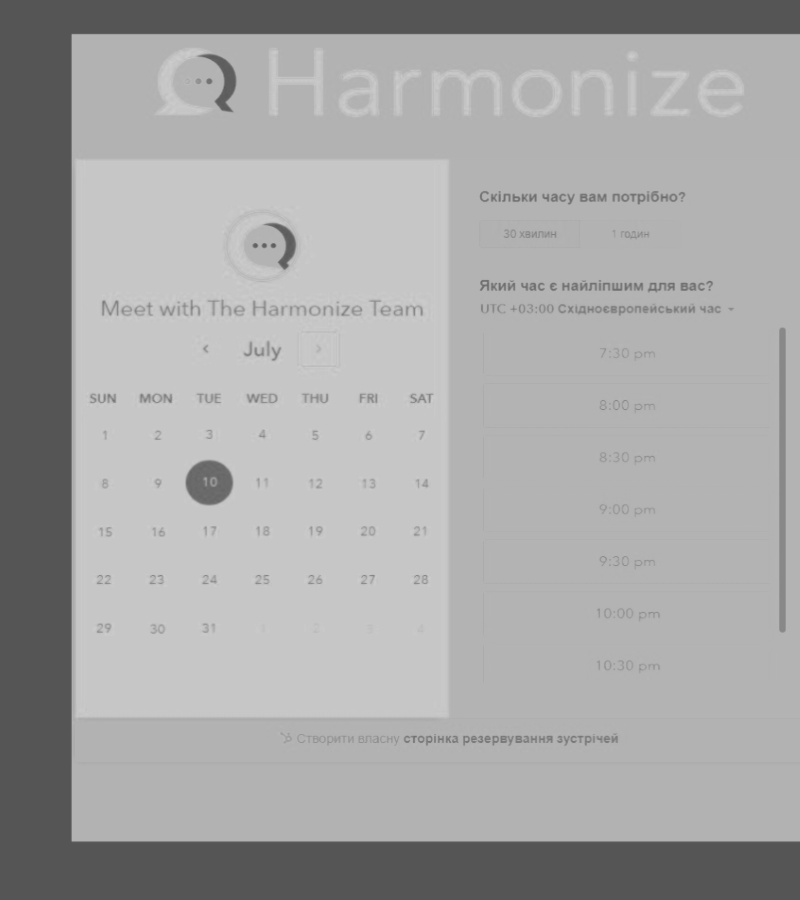 Harmonize
Meet with The Harmonize Team
July
SUN MON TUE WED THU FRI SAT
1 2 3 4 5 6 7
8 9 10 11 12 13 14
15 16 17 18 19 20 21
22 23 24 25 26 27 28
29 30 31 1 2 3 4
Скільки часу вам потрібно?
30 хвилин 1 годин
Який час є найліпшим для вас?
UTC +03:00 Східноєвропейський час
7:30 pm
8:00 pm
8:30 pm
9:00 pm
9:30 pm
10:00 pm
10:30 pm
Створити власну сторінка резервування зустрічей